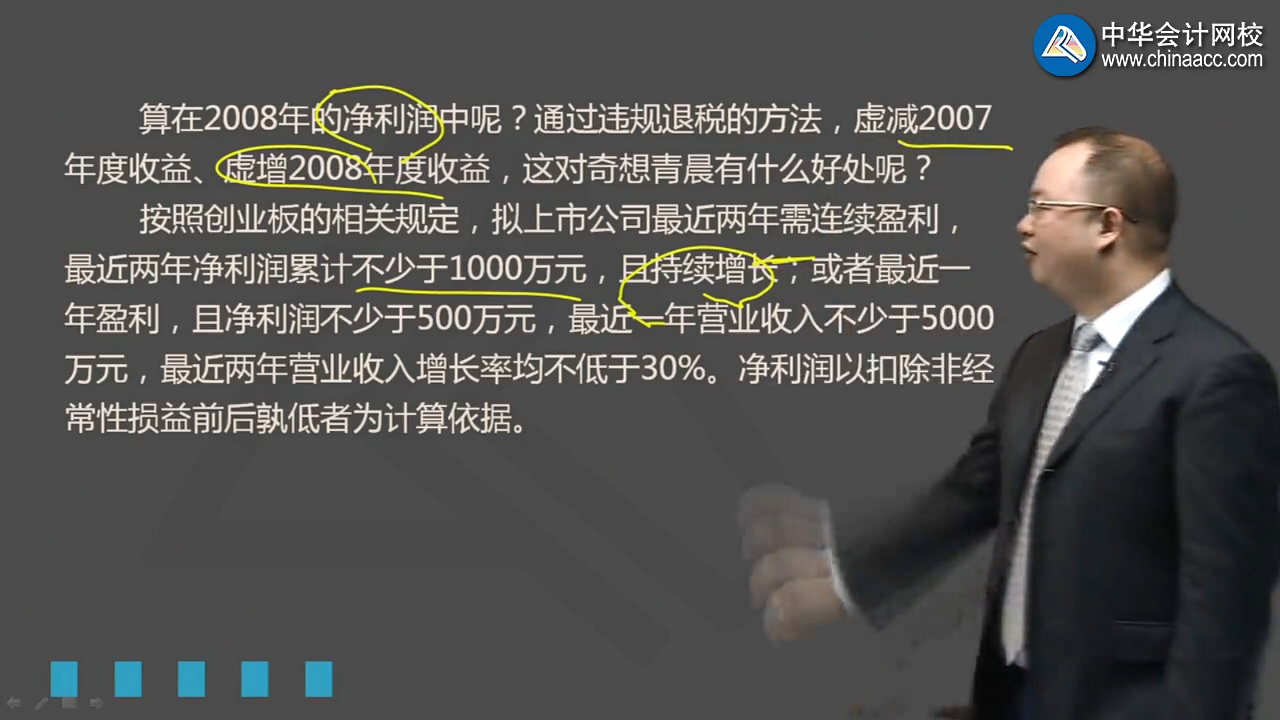 中华会计网校
www.chinaacc.com
算在2008年的净利润中呢？通过违规退税的方法，虚减2007
年度收益、虚增2008年度收益，这对奇想青晨有什么好处呢？
按照创业板的相关规定，拟上市公司最近两年需连续盈利，
最近两年净利润累计不少于1000万元，且持续增长；或者最近一
年盈利，且净利润不少于500万元，最近一年营业收入不少于5000
万元，最近两年营业收入增长率均不低于30%。净利润以扣除非经
常性损益前后孰低者为计算依据。